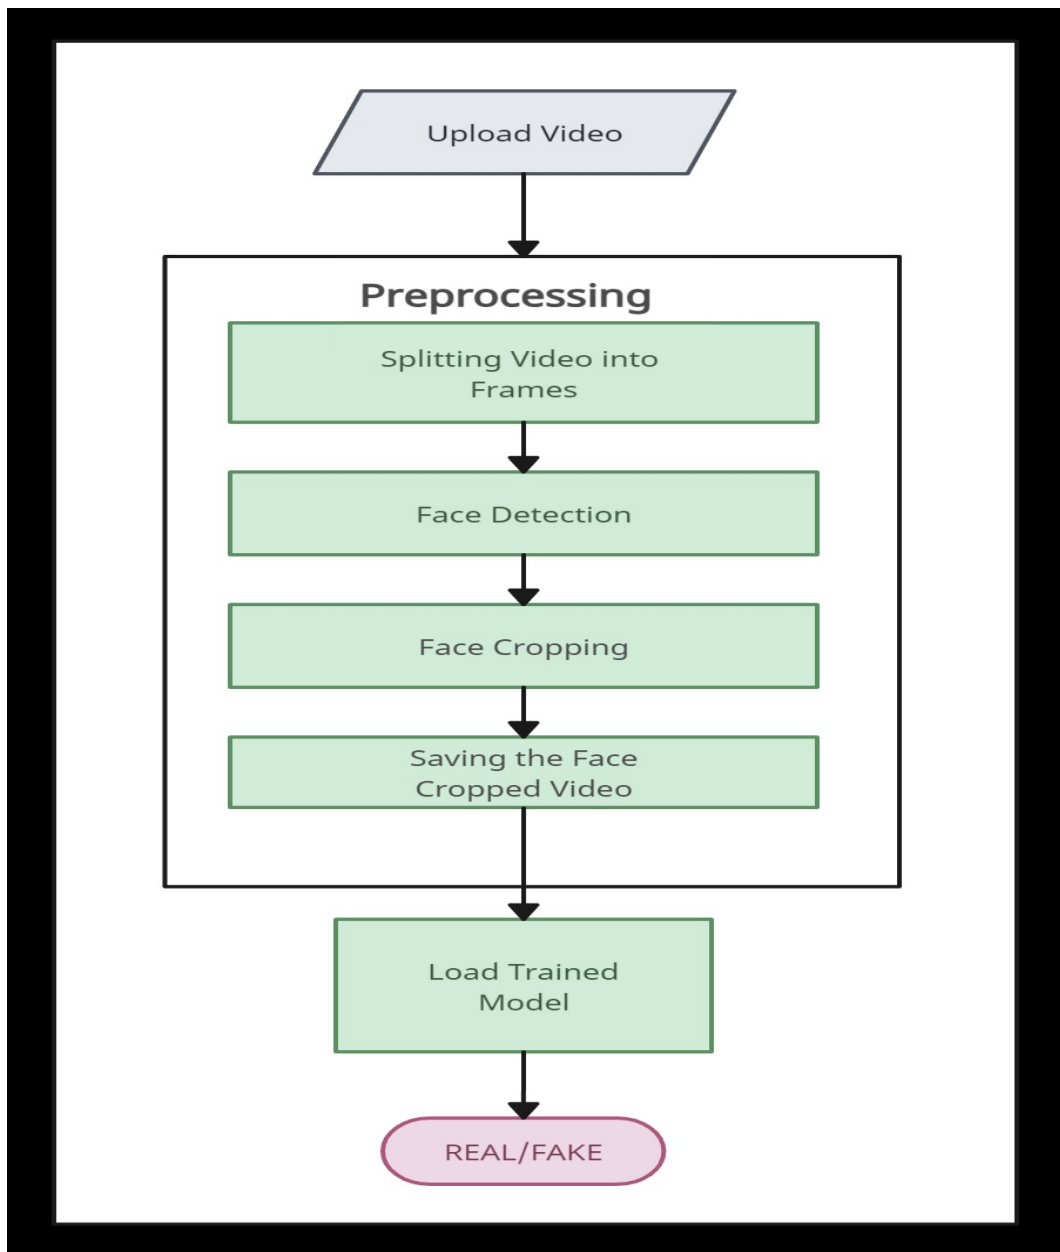 Upload Video
Preprocessing
Splitting Video into
Frames
Face Detection
Face Cropping
Saving the Face
Cropped Video
Load Trained
Model
REAL/FAKE